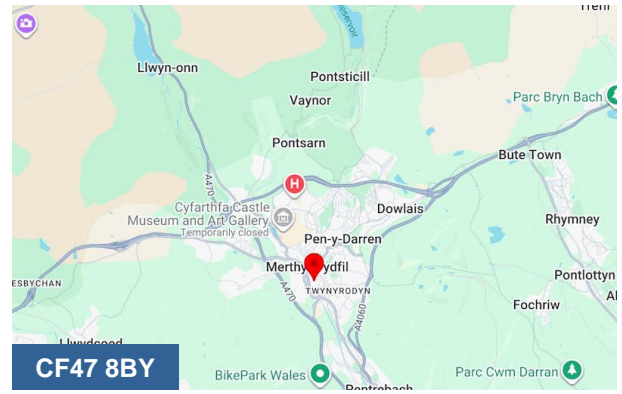 Trefil
Llwyn-onn
Pontsticill
Vaynor
Parc Bryn Bach
Pontsarn
Bute Town
A470
H
Cyfarthfa Castle
Museum and Art Gallery
Temporarily closed
Dowlais
Rhymney
Pen-y-Darren
Merthyr Tydfil
TWYNYRODYN
Pontlottyn
ESBYCHAN
A470
A4060
Fochriw
Llwydcoed
CF47 8BY
BikePark Wales
Parc Cwm Darran
Pentrebach